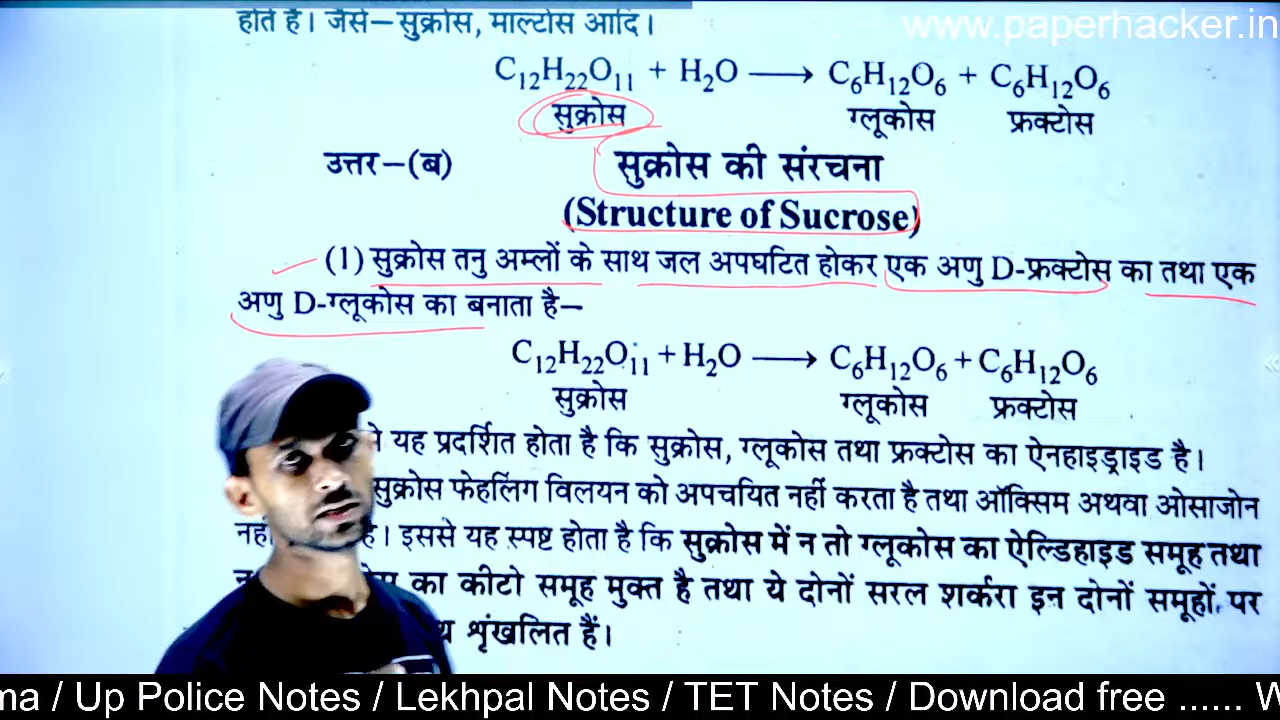 होते है। जैसे–सुक्रोस, माल्टोस आदि।
www.paperhacker.in
C₁₂H₂₂O₁₁ + H₂O ⟶ C₆H₁₂O₆ + C₆H₁₂O₆
सुक्रोस ग्लूकोस फ्रक्टोस
उत्तर–(ब) सुक्रोस की संरचना
(Structure of Sucrose)
(1) सुक्रोस तनु अम्लों के साथ जल अपघटित होकर एक अणु D-फ्रक्टोस का तथा एक
अणु D-ग्लूकोस का बनाता है–
C₁₂H₂₂O₁₁ + H₂O ⟶ C₆H₁₂O₆ + C₆H₁₂O₆
सुक्रोस ग्लूकोस फ्रक्टोस
यह प्रदर्शित होता है कि सुक्रोस, ग्लूकोस तथा फ्रक्टोस का ऐनहाइड्राइड है।
सुक्रोस फेहलिंग विलयन को अपचयित नहीं करता है तथा ऑक्सिम अथवा ओसाजोन
है। इससे यह स्पष्ट होता है कि सुक्रोस में न तो ग्लूकोस का ऐल्डिहाइड समूह तथा
का कीटो समूह मुक्त है तथा ये दोनों सरल शर्करा इन दोनों समूहों पर
शृंखलित हैं।
/ Up Police Notes / Lekhpal Notes / TET Notes / Download free ......